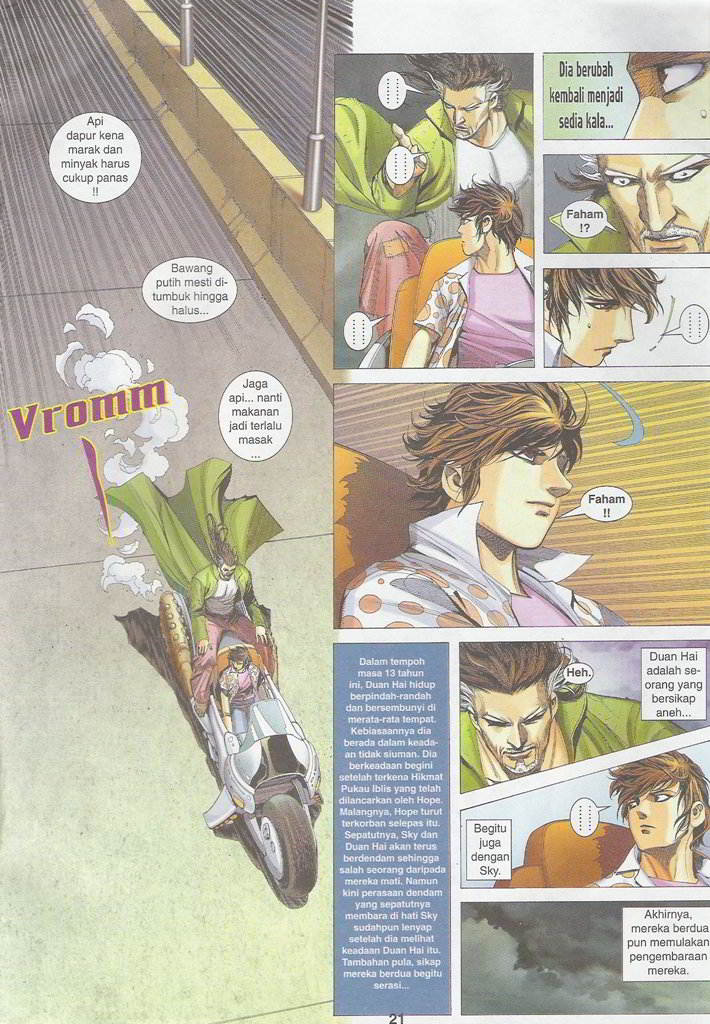 Api
dapur kena
marak dan
minyak harus
cukup panas
!!
Bawang
putih mesti di-
tumbuk hingga
halus...
Jaga
api... nanti
makanan
jadi terlalu
masak
...
Vromm
....
....
....
Dia berubah
kembali menjadi
sedia kala...
Faham
!?
....
Faham
!!
Dalam tempoh
masa 13 tahun
ini, Duan Hai hidup
berpindah-randah
dan bersembunyi di
merata-rata tempat.
Kebiasaannya dia
berada dalam keada-
an tidak siuman. Dia
berkeadaan begini
setelah terkena Hikmat
Pukau Iblis yang telah
dilancarkan oleh Hope.
Malangnya, Hope turut
terkorban selepas itu.
Sepatutnya, Sky dan
Duan Hai akan terus
berdendam sehingga
salah seorang daripada
mereka mati. Namun
kini perasaan dendam
yang sepatutnya
membara di hati Sky
sudahpun lenyap
setelah dia melihat
keadaan Duan Hai itu.
Tambahan pula, sikap
mereka berdua begitu
serasi...
Heh.
Duan Hai
adalah se-
orang yang
bersikap
aneh...
....
Begitu
juga
dengan
Sky.
Akhirnya,
mereka berdua
pun memulakan
pengembaraan
mereka.
21